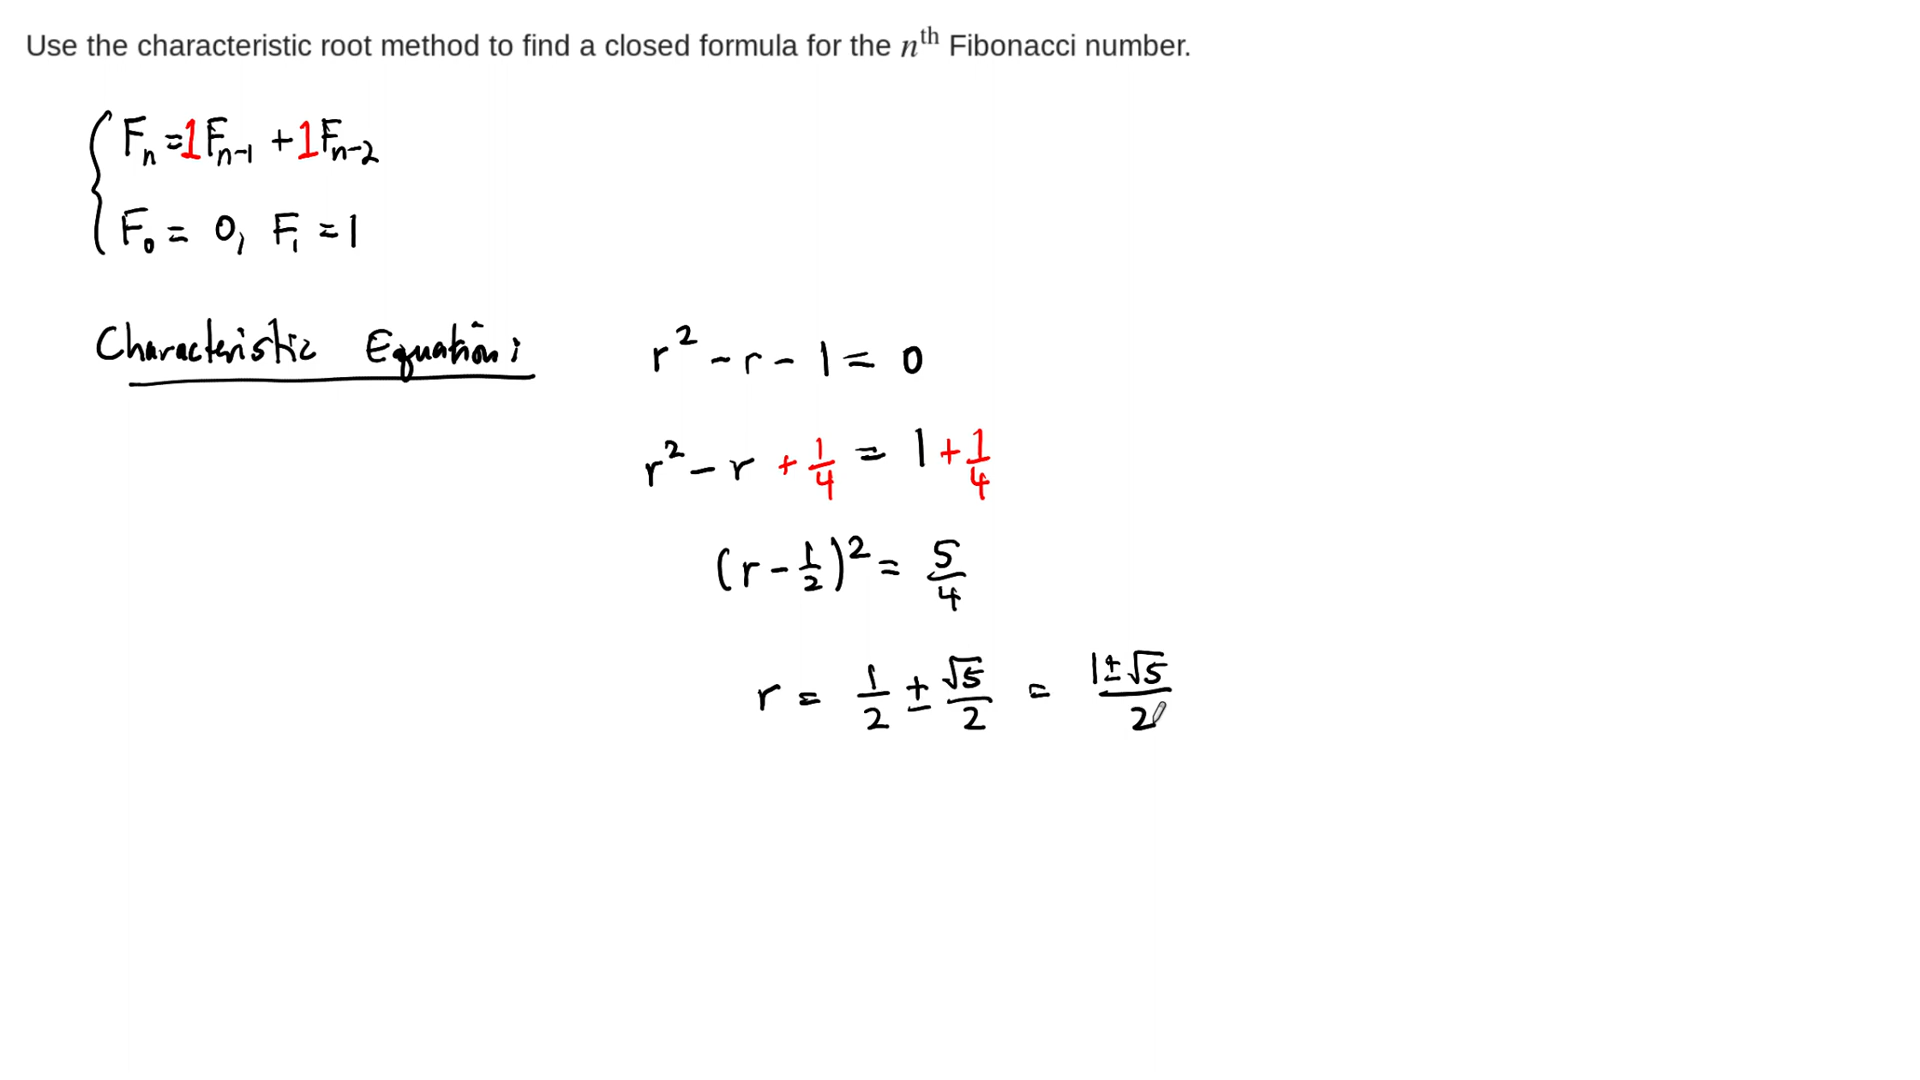 Use the characteristic root method to find a closed formula for the nᵗʰ Fibonacci number.
Fₙ = 1Fₙ₋₁ + 1Fₙ₋₂
F₀ = 0, F₁ = 1
Characteristic Equation: r² - r - 1 = 0
r² - r + 1/4 = 1 + 1/4
(r - 1/2)² = 5/4
r = 1/2 ± √5/2 = (1±√5)/2